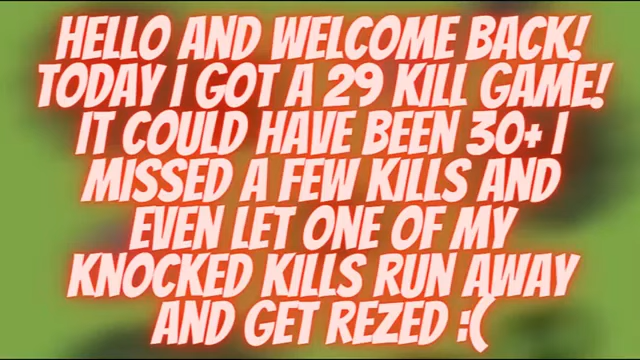 HELLO AND WELCOME BACK!
TODAY I GOT A 29 KILL GAME!
IT COULD HAVE BEEN 30+ I
MISSED A FEW KILLS AND
EVEN LET ONE OF MY
KNOCKED KILLS RUN AWAY
AND GET REZED :(